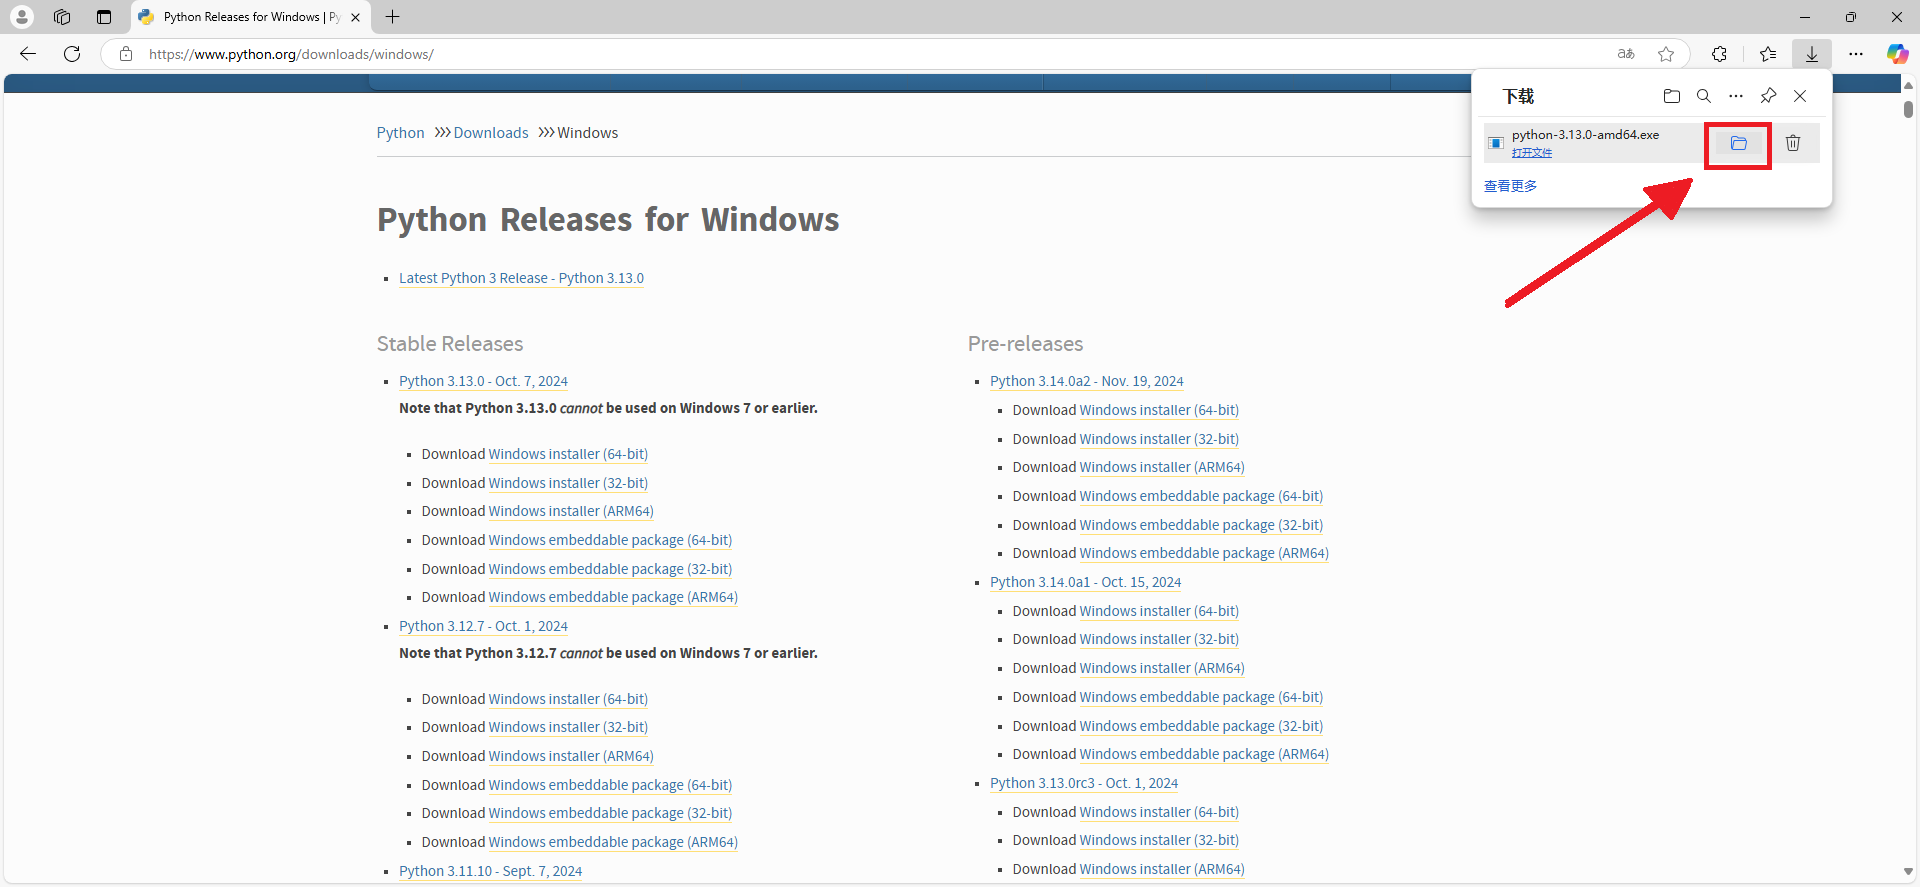 Python Releases for Windows | Py
https://www.python.org/downloads/windows/
aあ
下载
python-3.13.0-amd64.exe
打开文件
查看更多
Python >>> Downloads >>> Windows
Python Releases for Windows
Latest Python 3 Release - Python 3.13.0
Stable Releases
Python 3.13.0 - Oct. 7, 2024
Note that Python 3.13.0 cannot be used on Windows 7 or earlier.
Download Windows installer (64-bit)
Download Windows installer (32-bit)
Download Windows installer (ARM64)
Download Windows embeddable package (64-bit)
Download Windows embeddable package (32-bit)
Download Windows embeddable package (ARM64)
Python 3.12.7 - Oct. 1, 2024
Note that Python 3.12.7 cannot be used on Windows 7 or earlier.
Download Windows installer (64-bit)
Download Windows installer (32-bit)
Download Windows installer (ARM64)
Download Windows embeddable package (64-bit)
Download Windows embeddable package (32-bit)
Download Windows embeddable package (ARM64)
Python 3.11.10 - Sept. 7, 2024
Pre-releases
Python 3.14.0a2 - Nov. 19, 2024
Download Windows installer (64-bit)
Download Windows installer (32-bit)
Download Windows installer (ARM64)
Download Windows embeddable package (64-bit)
Download Windows embeddable package (32-bit)
Download Windows embeddable package (ARM64)
Python 3.14.0a1 - Oct. 15, 2024
Download Windows installer (64-bit)
Download Windows installer (32-bit)
Download Windows installer (ARM64)
Download Windows embeddable package (64-bit)
Download Windows embeddable package (32-bit)
Download Windows embeddable package (ARM64)
Python 3.13.0rc3 - Oct. 1, 2024
Download Windows installer (64-bit)
Download Windows installer (32-bit)
Download Windows installer (ARM64)